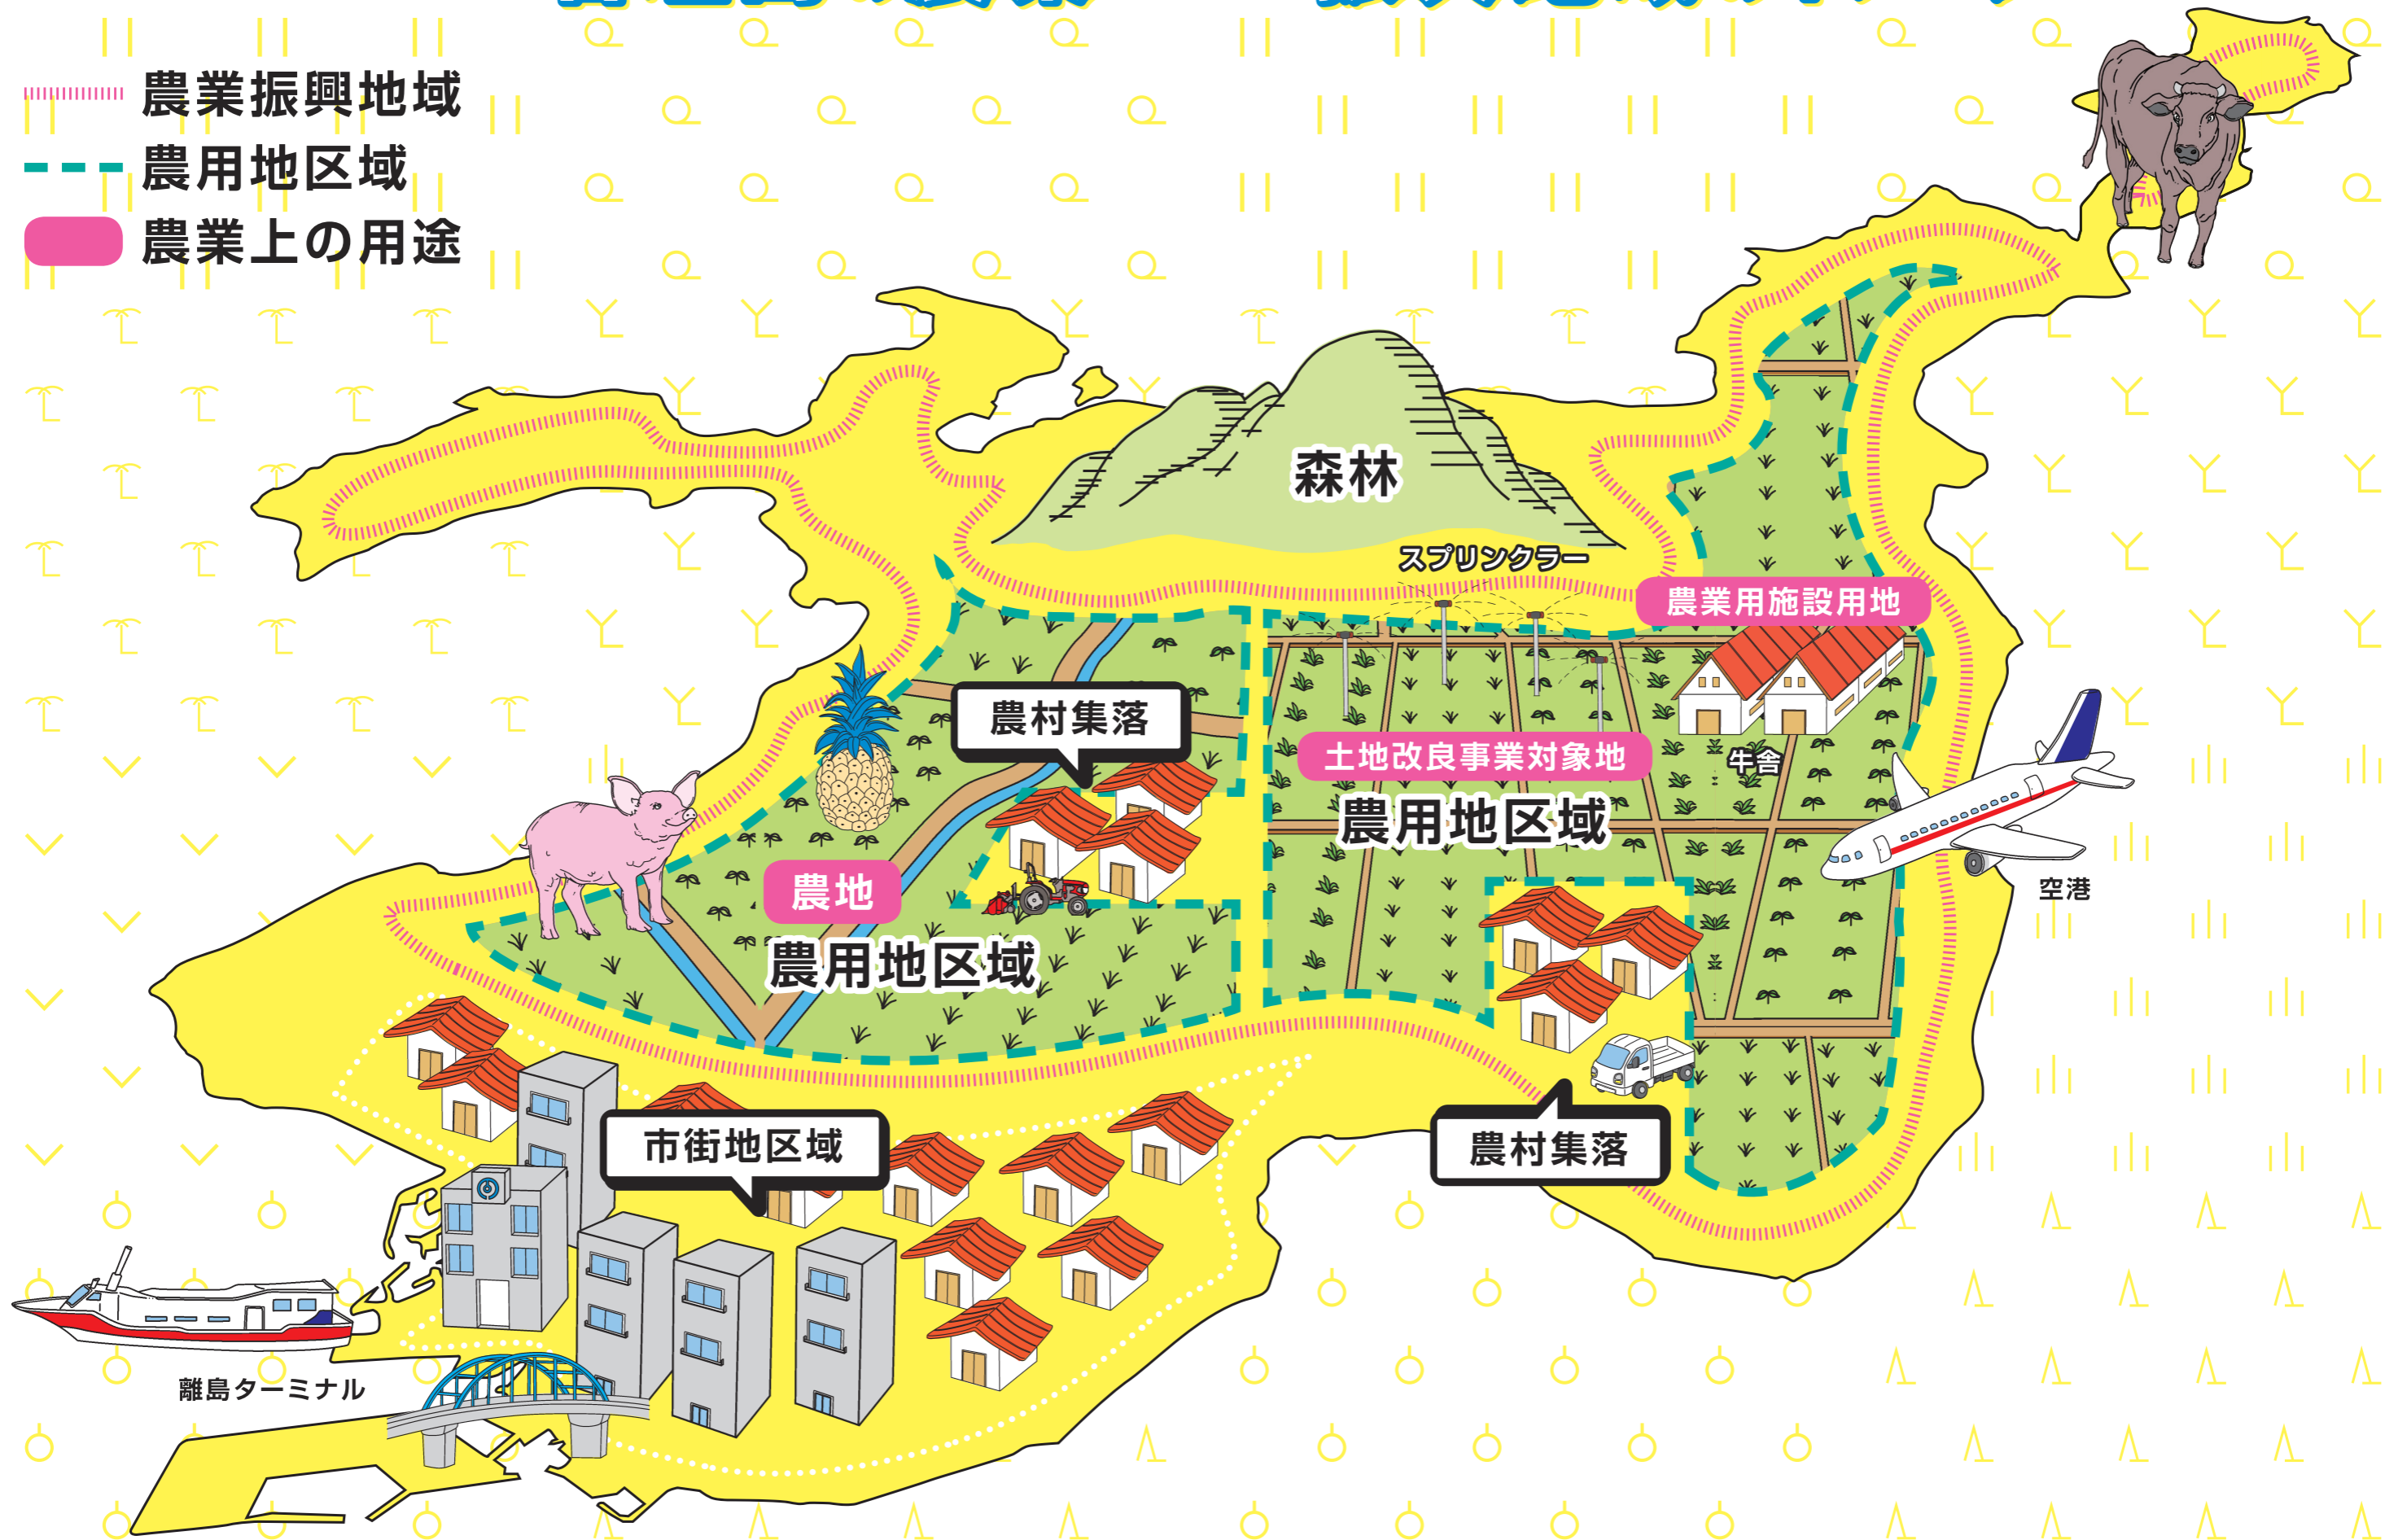 農業振興地域
農用地区域
農業上の用途
森林
スプリンクラー
農業用施設用地
農村集落
土地改良事業対象地
牛舎
農用地区域
農地
農用地区域
空港
市街地区域
農村集落
離島ターミナル